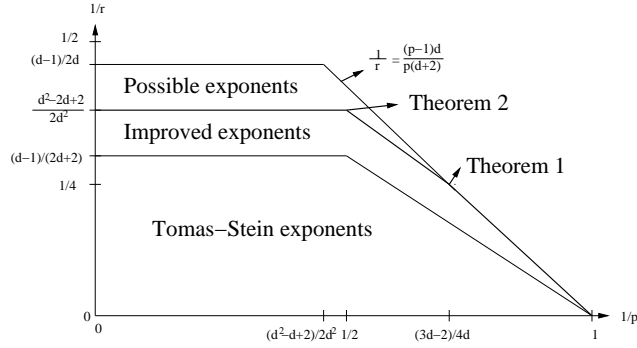 1/r
1/2
(d−1)/2d
1/r = (p−1)d / p(d+2)
Possible exponents
d²−2d+2 / 2d²
Theorem 2
Improved exponents
(d−1)/(2d+2)
Theorem 1
1/4
Tomas−Stein exponents
0
0
(d²−d+2)/2d²
1/2
(3d−2)/4d
1
1/p